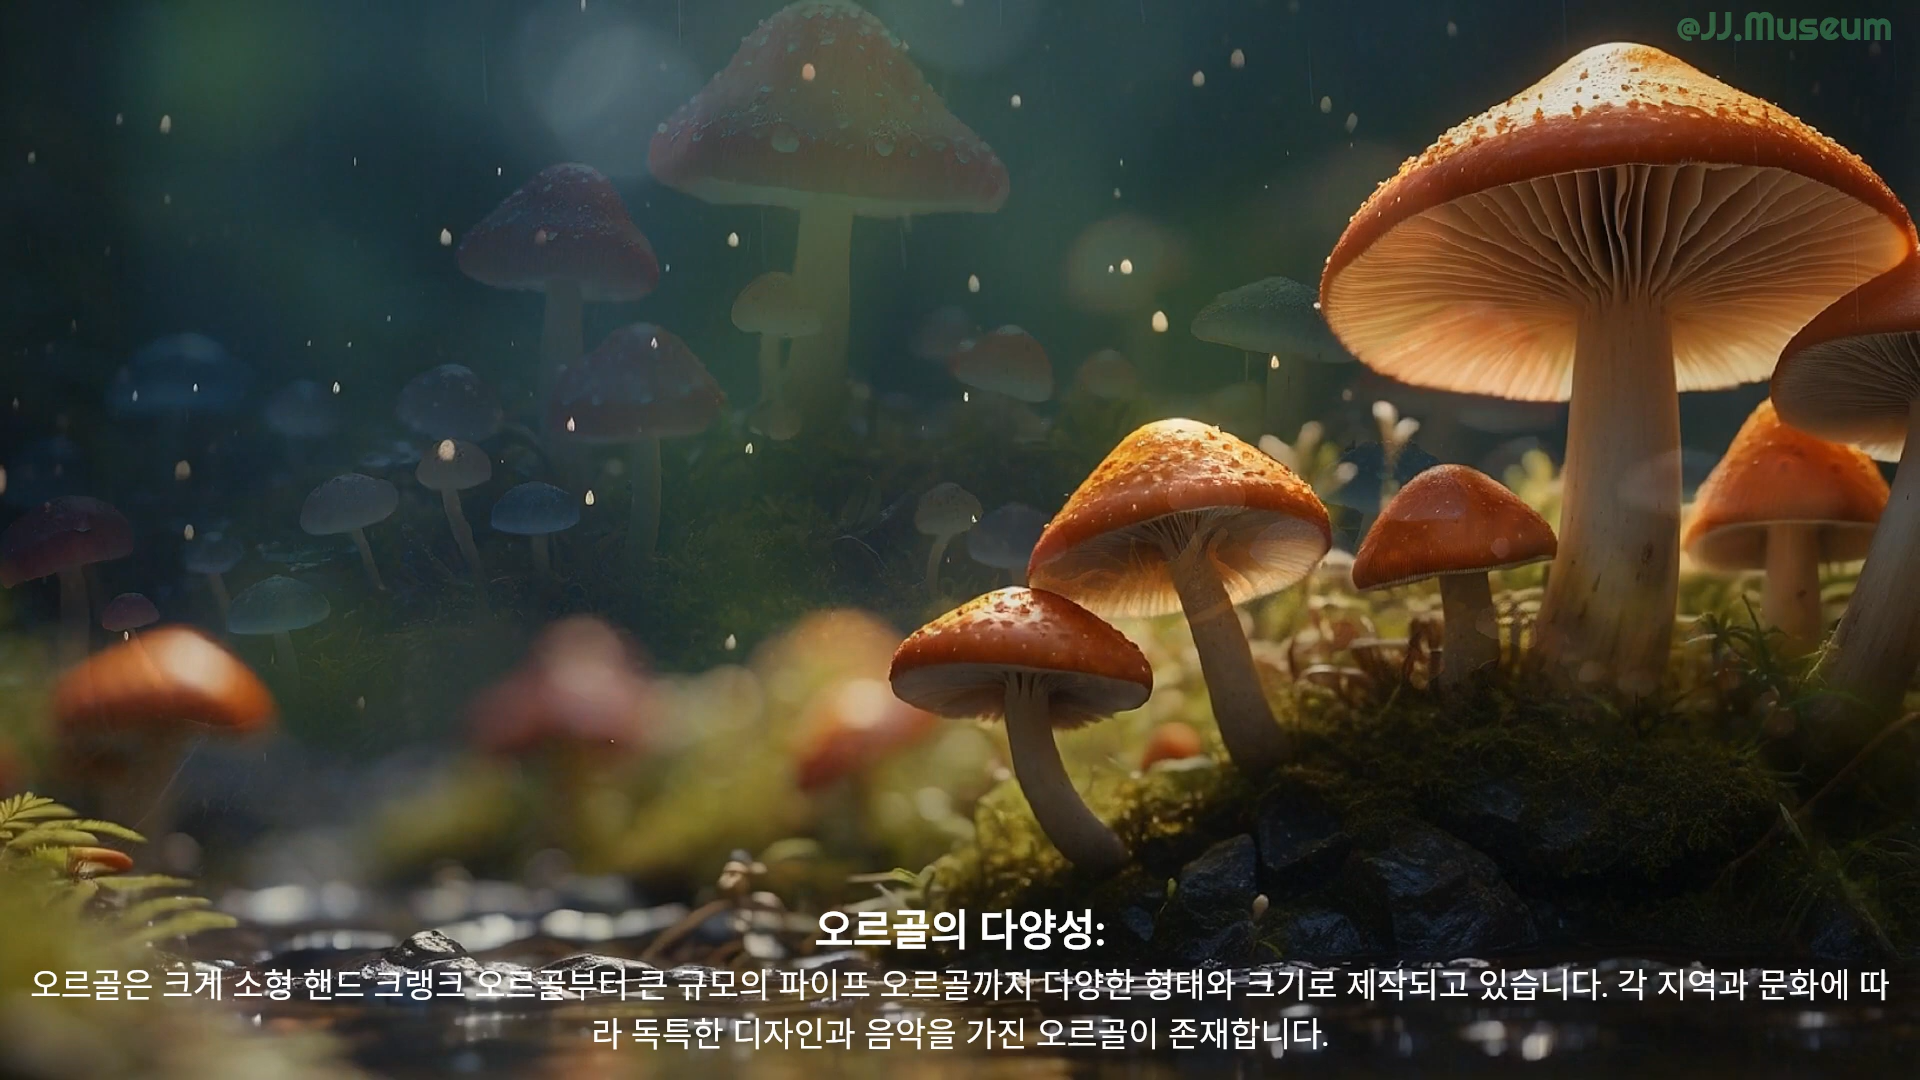 @JJ.Museum
오르골의 다양성:
오르골은 크게 소형 핸드 크랭크 오르골부터 큰 규모의 파이프 오르골까지 다양한 형태와 크기로 제작되고 있습니다. 각 지역과 문화에 따
라 독특한 디자인과 음악을 가진 오르골이 존재합니다.